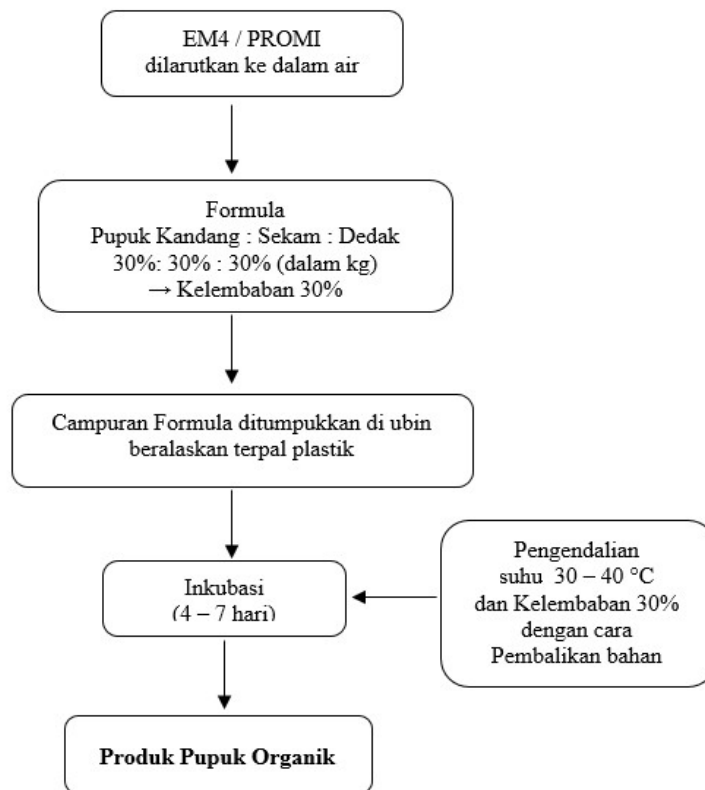 EM4 / PROMI
dilarutkan ke dalam air
Formula
Pupuk Kandang : Sekam : Dedak
30%: 30% : 30% (dalam kg)
→ Kelembaban 30%
Campuran Formula ditumpukkan di ubin
beralaskan terpal plastik
Inkubasi
(4 – 7 hari)
Pengendalian
suhu 30 – 40 °C
dan Kelembaban 30%
dengan cara
Pembalikan bahan
Produk Pupuk Organik